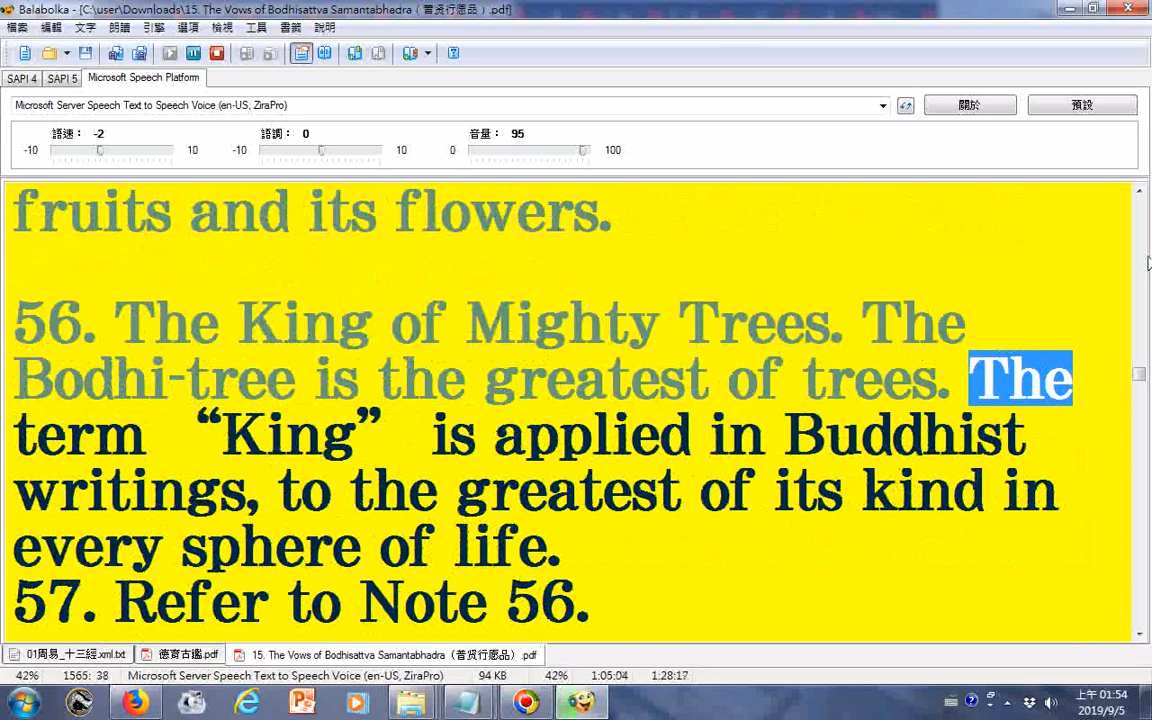 Balabolka - [C:\user\Downloads\15. The Vows of Bodhisattva Samantabhadra（普贤行愿品）.pdf]
檔案 編輯 文字 朗讀 引擎 選項 檢視 工具 書籤 說明
SAPI 4 SAPI 5 Microsoft Speech Platform
Microsoft Server Speech Text to Speech Voice (en-US, ZiraPro) 關於 預設
語速： -2 語調： 0 音量： 95
-10 10 -10 10 0 100
fruits and its flowers.
56. The King of Mighty Trees. The
Bodhi-tree is the greatest of trees. The
term “King” is applied in Buddhist
writings, to the greatest of its kind in
every sphere of life.
57. Refer to Note 56.
01周易_十三經.xml.txt 德育古鑑.pdf 15. The Vows of Bodhisattva Samantabhadra（普贤行愿品）.pdf
42% 1565: 38 Microsoft Server Speech Text to Speech Voice (en-US, ZiraPro) 94 KB 42% 1:05:04 1:28:17
上午 01:54
2019/9/5